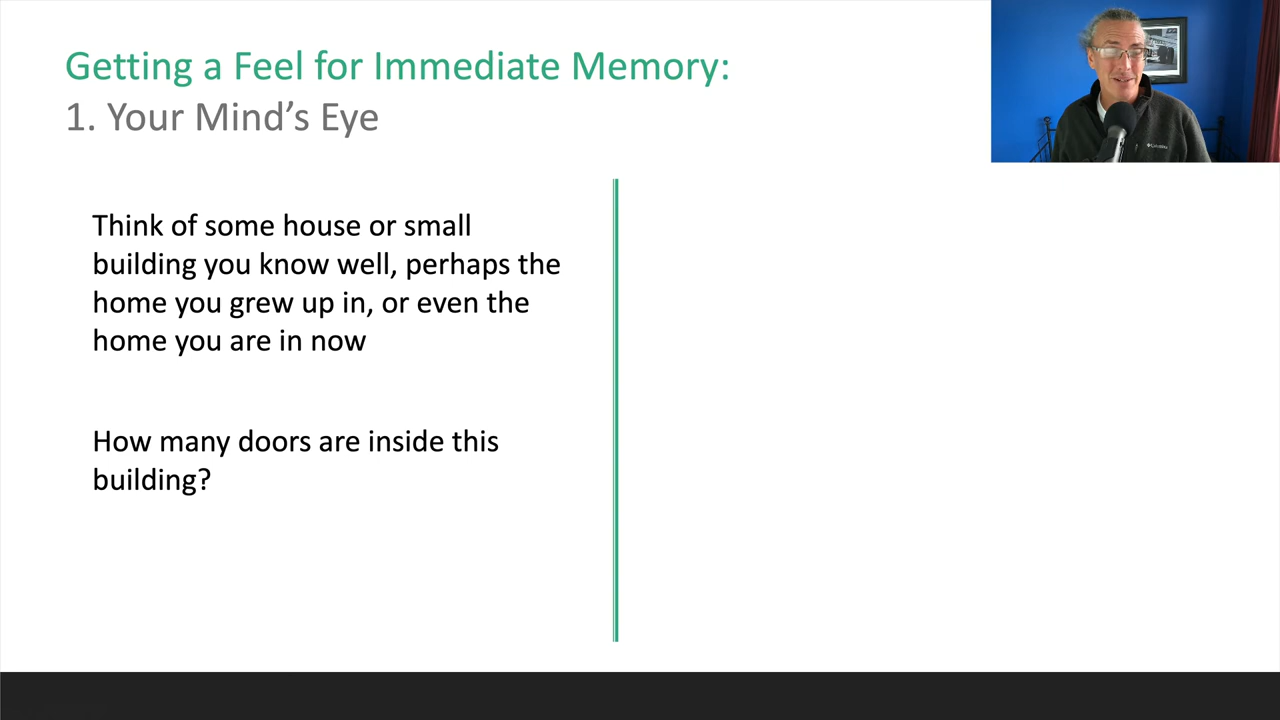 Getting a Feel for Immediate Memory:
1. Your Mind’s Eye
Think of some house or small
building you know well, perhaps the
home you grew up in, or even the
home you are in now
How many doors are inside this
building?
Columbia